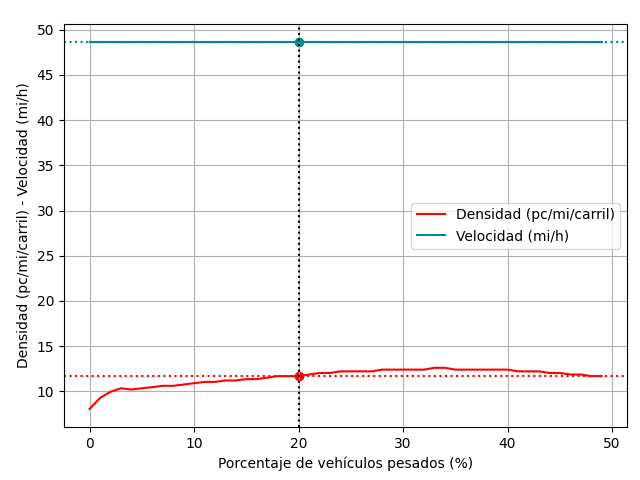 50
45
40
35
30
25
20
15
10
Densidad (pc/mi/carril) - Velocidad (mi/h)
Densidad (pc/mi/carril)
Velocidad (mi/h)
0 10 20 30 40 50
Porcentaje de vehículos pesados (%)